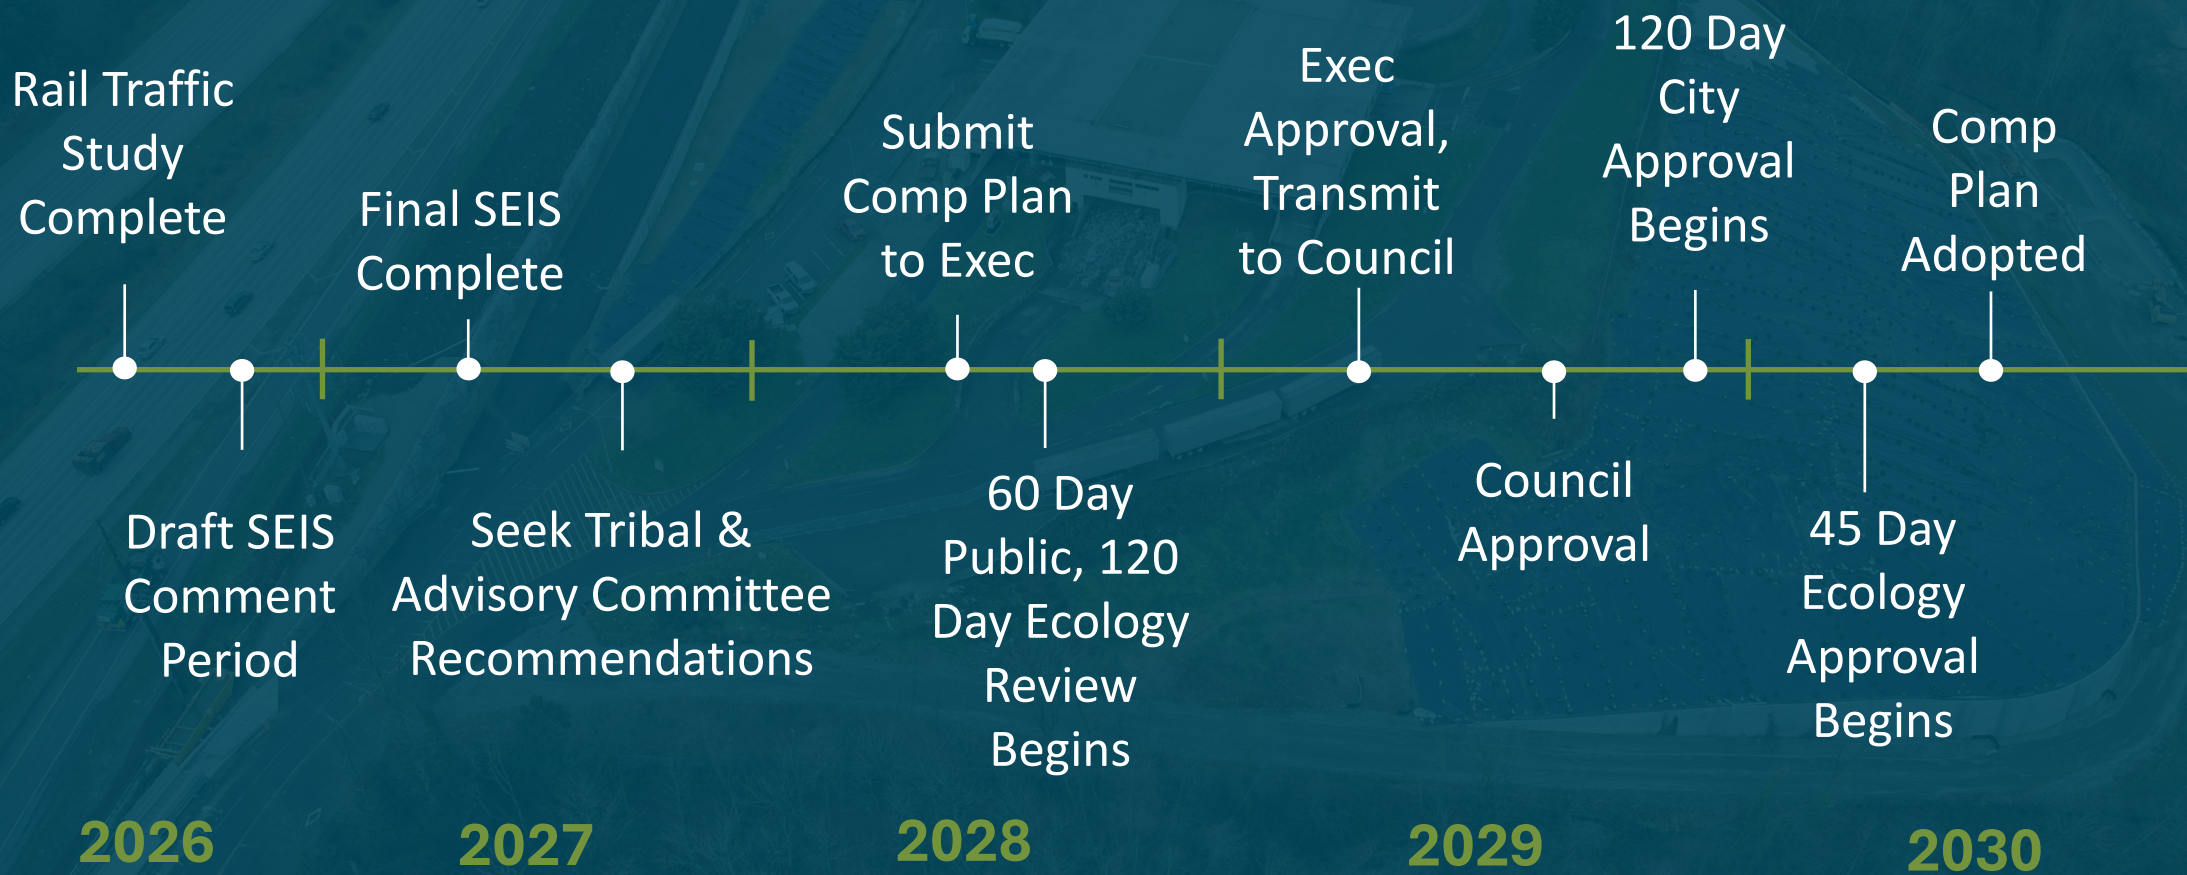 Rail Traffic
Study
Complete
Draft SEIS
Comment
Period
Final SEIS
Complete
Seek Tribal &
Advisory Committee
Recommendations
Submit
Comp Plan
to Exec
60 Day
Public, 120
Day Ecology
Review
Begins
Exec
Approval,
Transmit
to Council
Council
Approval
120 Day
City
Approval
Begins
45 Day
Ecology
Approval
Begins
Comp
Plan
Adopted
2026
2027
2028
2029
2030